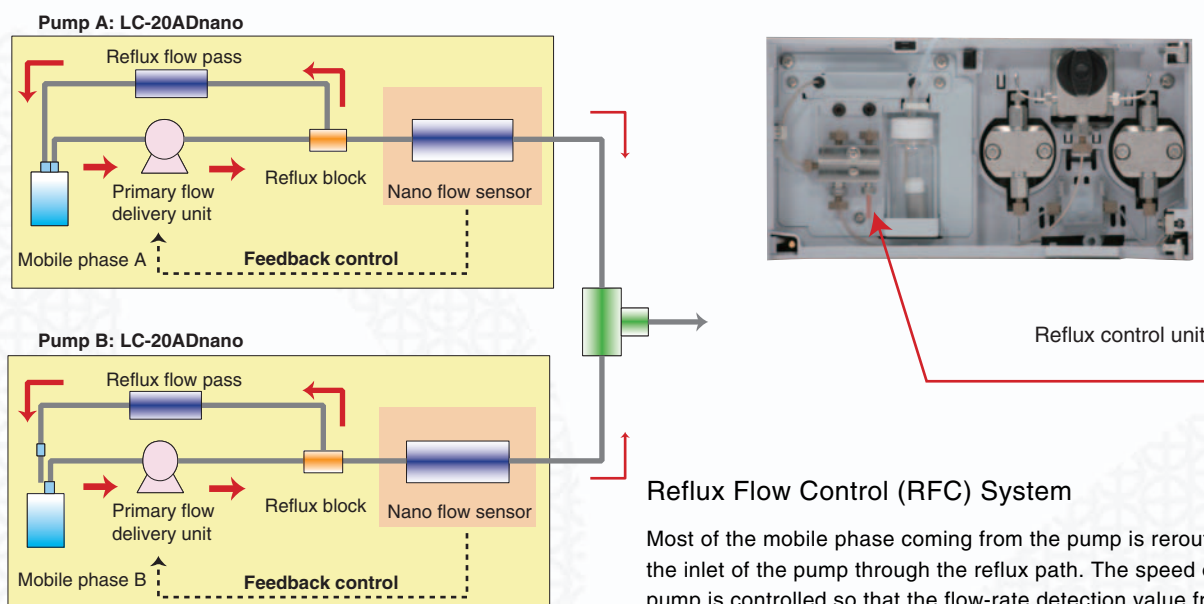 Pump A: LC-20ADnano
Reflux flow pass
Primary flow
delivery unit
Reflux block
Nano flow sensor
Mobile phase A
Feedback control
Pump B: LC-20ADnano
Reflux flow pass
Primary flow
delivery unit
Reflux block
Nano flow sensor
Mobile phase B
Feedback control
Reflux control unit
Reflux Flow Control (RFC) System
Most of the mobile phase coming from the pump is
the inlet of the pump through the reflux path. The speed
pump is controlled so that the flow-rate detection value